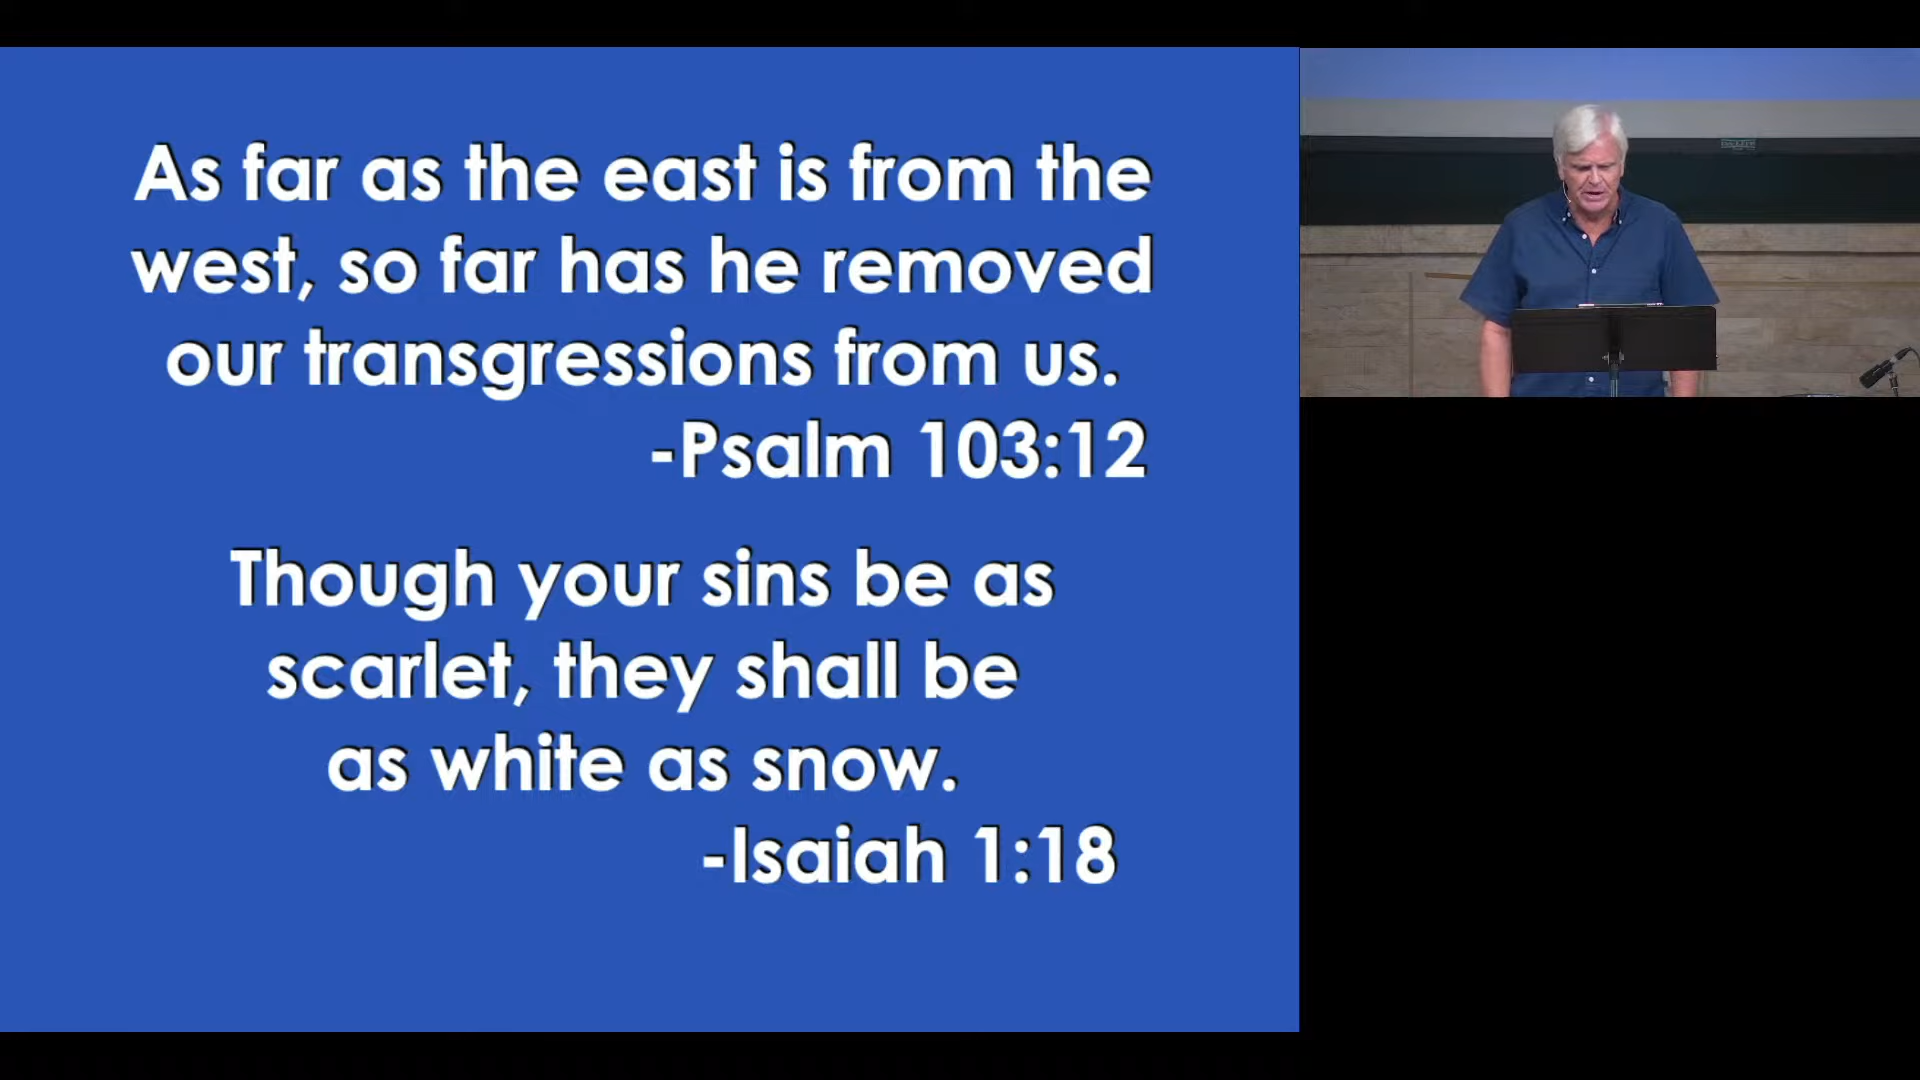 As far as the east is from the
west, so far has he removed
our transgressions from us.
-Psalm 103:12
Though your sins be as
scarlet, they shall be
as white as snow.
-Isaiah 1:18